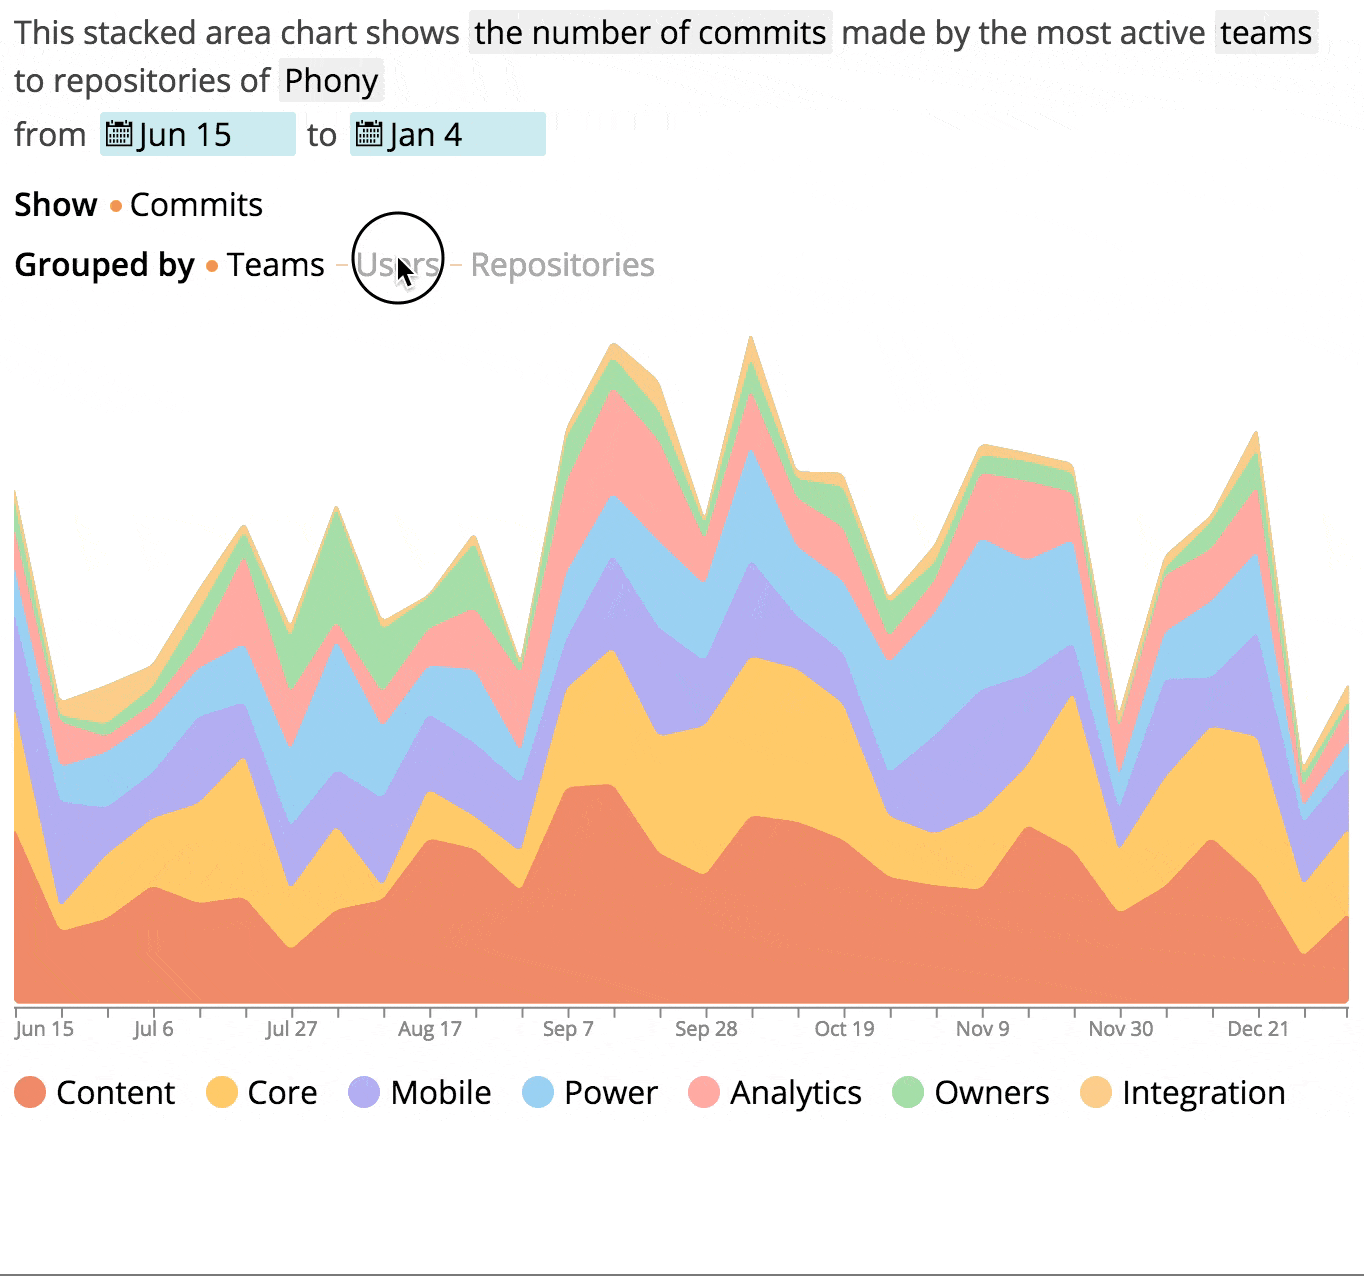 This stacked area chart shows the number of commits made by the most active teams
to repositories of Phony
from Jun 15 to Jan 4
Show • Commits
Grouped by • Teams – Users – Repositories
Jun 15 Jul 6 Jul 27 Aug 17 Sep 7 Sep 28 Oct 19 Nov 9 Nov 30 Dec 21
Content Core Mobile Power Analytics Owners Integration